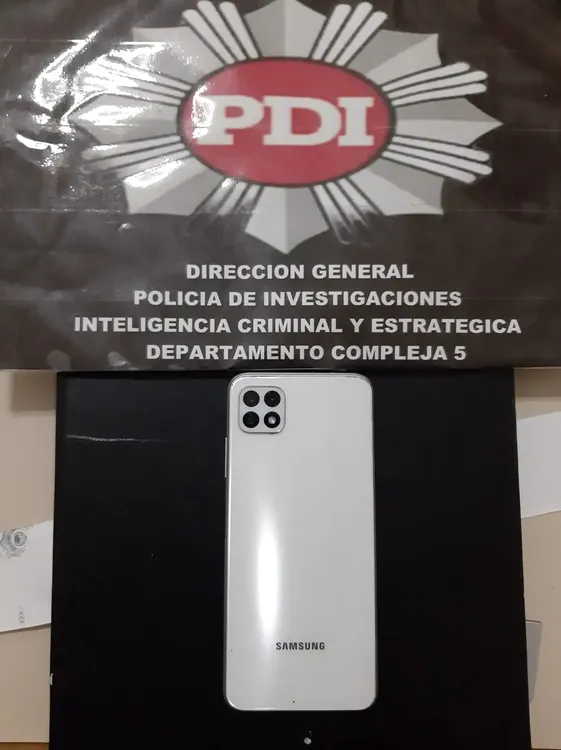 PDI
DIRECCION GENERAL
POLICIA DE INVESTIGACIONES
INTELIGENCIA CRIMINAL Y ESTRATEGICA
DEPARTAMENTO COMPLEJA 5
SAMSUNG